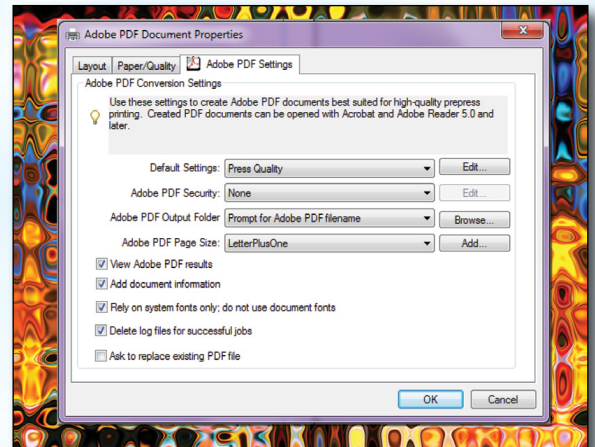 Adobe PDF Document Properties
Layout Paper/Quality Adobe PDF Settings
Adobe PDF Conversion Settings
Use these settings to create Adobe PDF documents best suited for high-quality prepress
printing. Created PDF documents can be opened with Acrobat and Adobe Reader 5.0 and
later.
Default Settings: Press Quality Edit...
Adobe PDF Security: None Edit...
Adobe PDF Output Folder Prompt for Adobe PDF filename Browse...
Adobe PDF Page Size: LetterPlusOne Add...
View Adobe PDF results
Add document information
Rely on system fonts only; do not use document fonts
Delete log files for successful jobs
Ask to replace existing PDF file
OK Cancel